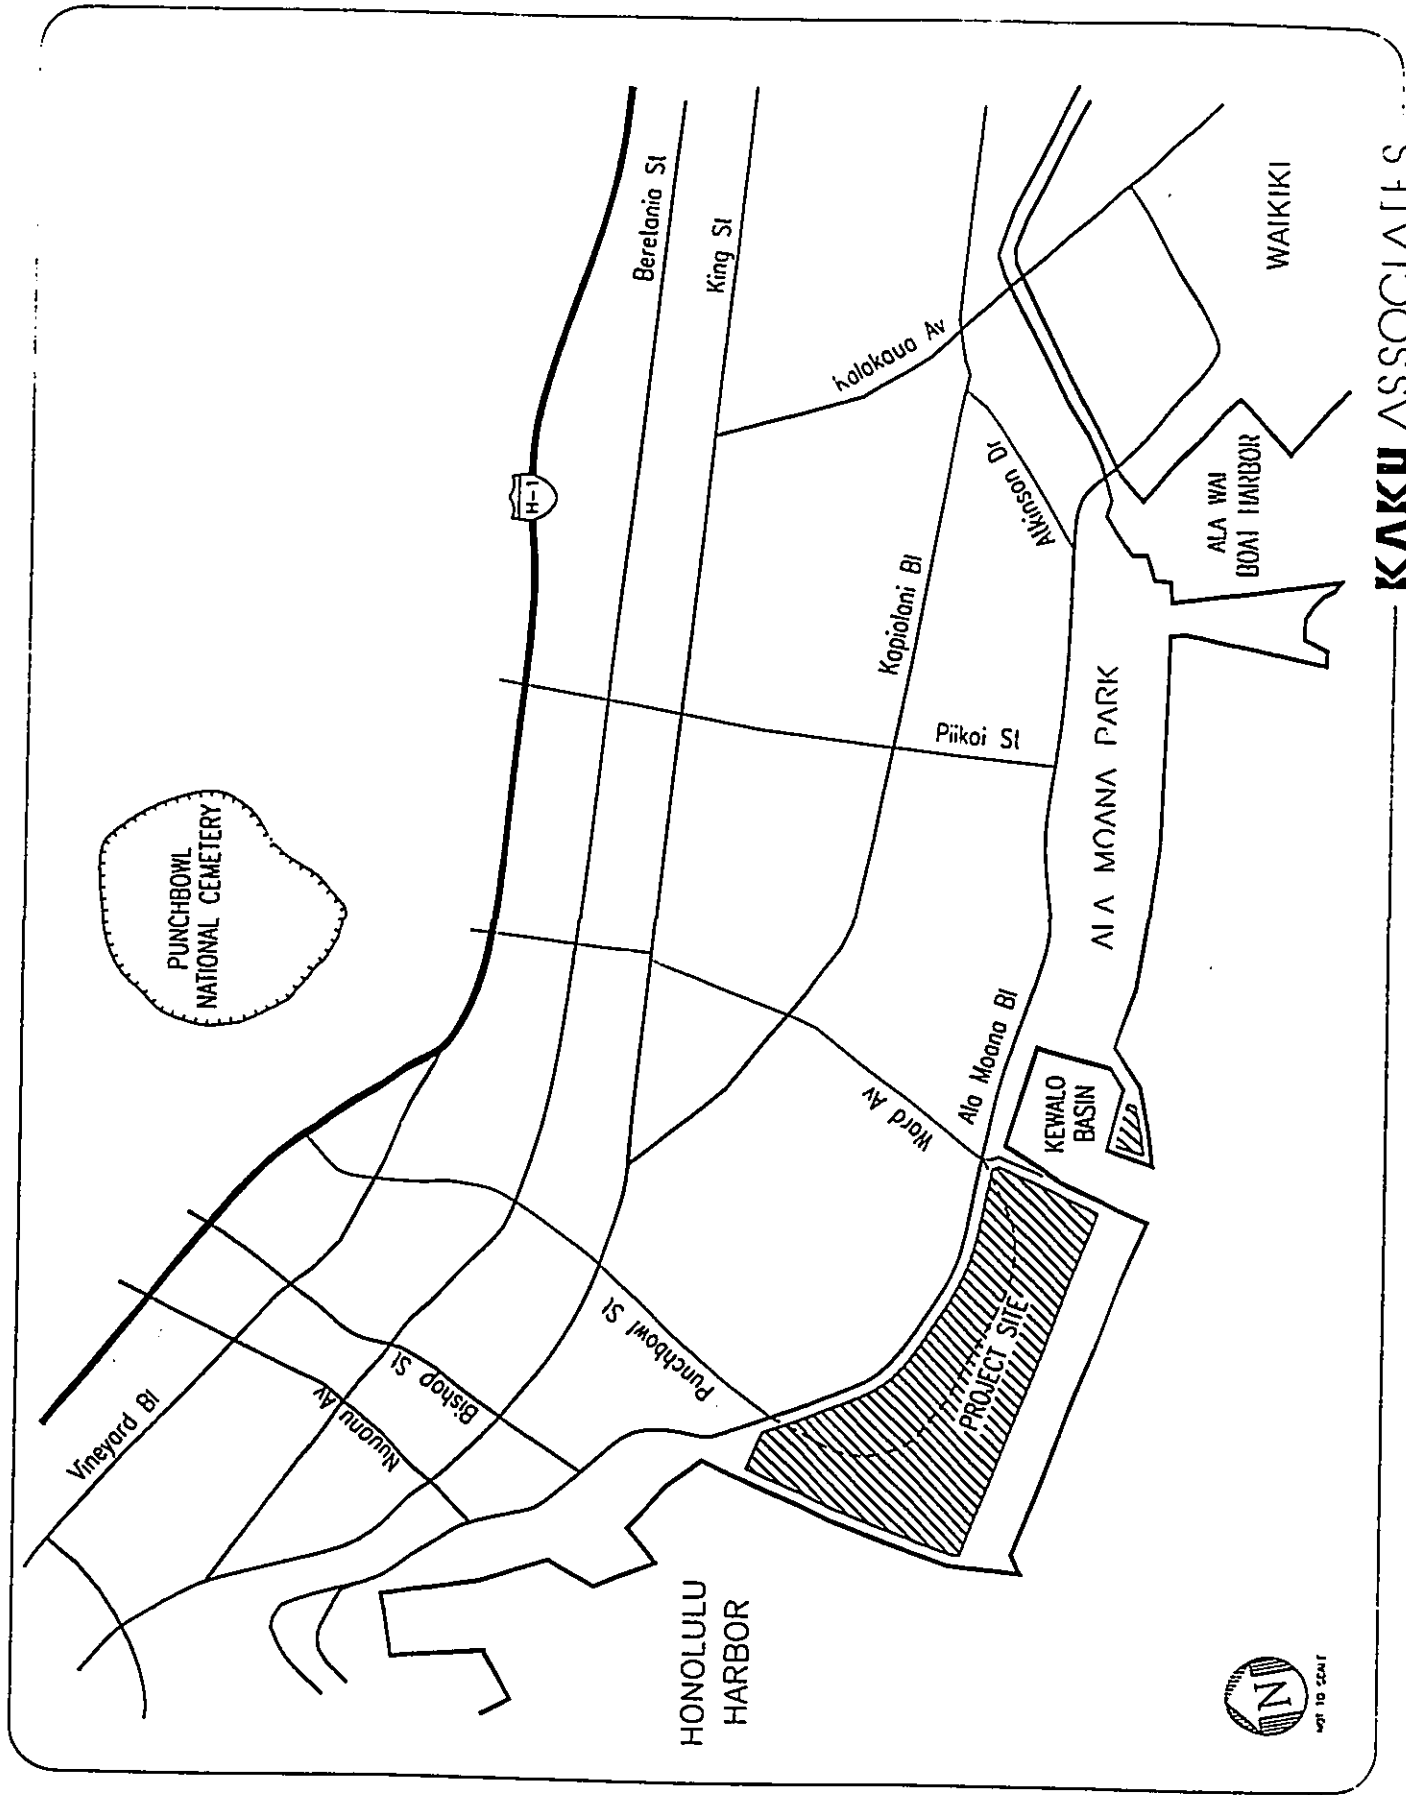 PUNCHBOWL
NATIONAL CEMETERY
H-1
Beretania St
King St
Kalakaua Av
Kapiolani Bl
Atkinson Dr
Piikoi St
WAIKIKI
ALA WAI
BOAT HARBOR
ALA MOANA PARK
Ala Moana Bl
Ward Av
KEWALO
BASIN
Vineyard Bl
Nuuanu Av
Bishop St
Punchbowl St
PROJECT SITE
HONOLULU
HARBOR
N
NOT TO SCALE
KAKU ASSOCIATES